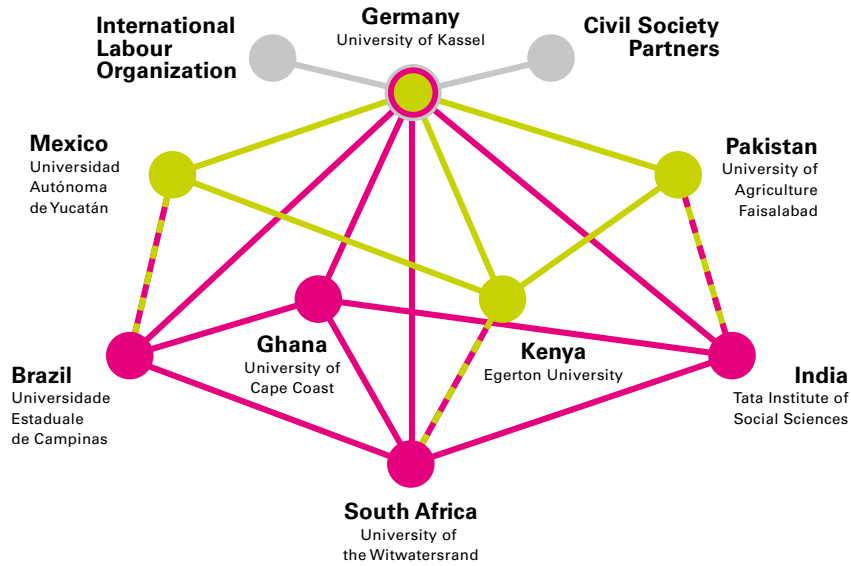 International
Labour
Organization
Germany
University of Kassel
Civil Society
Partners
Mexico
Universidad
Autónoma
de Yucatán
Pakistan
University of
Agriculture
Faisalabad
Brazil
Universidade
Estaduale
de Campinas
Ghana
University of
Cape Coast
Kenya
Egerton University
India
Tata Institute of
Social Sciences
South Africa
University of
the Witwatersrand